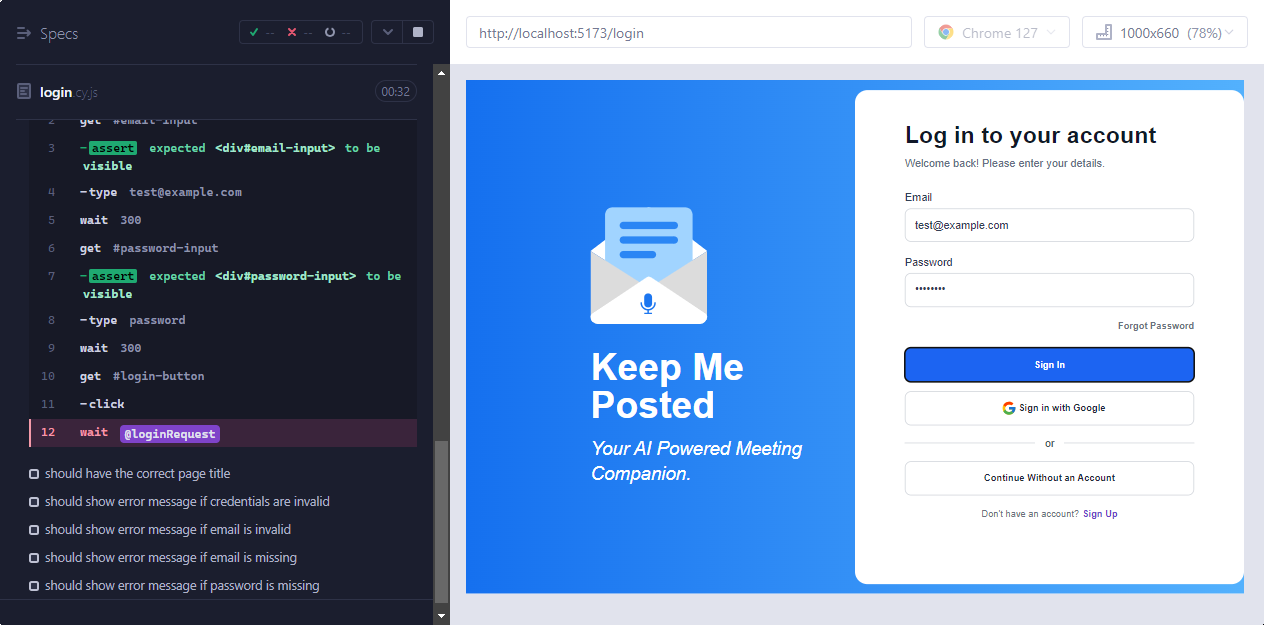 Specs
-- -- --
login.cy.js
00:32
2 get #email-input
3 -assert expected <div#email-input> to be
visible
4 -type test@example.com
5 wait 300
6 get #password-input
7 -assert expected <div#password-input> to be
visible
8 -type password
9 wait 300
10 get #login-button
11 -click
12 wait @loginRequest
should have the correct page title
should show error message if credentials are invalid
should show error message if email is invalid
should show error message if email is missing
should show error message if password is missing
http://localhost:5173/login
Chrome 127
1000x660 (78%)
Keep Me
Posted
Your AI Powered Meeting
Companion.
Log in to your account
Welcome back! Please enter your details.
Email
test@example.com
Password
••••••••
Forgot Password
Sign In
Sign in with Google
or
Continue Without an Account
Don't have an account? Sign Up